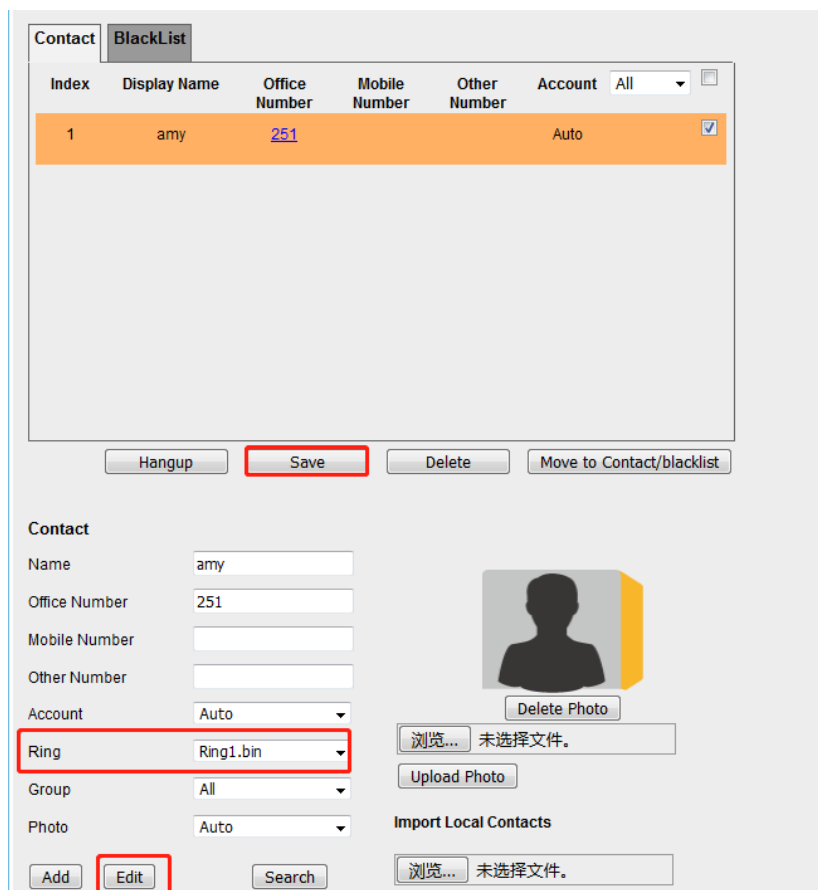 Contact BlackList
Index Display Name Office Number Mobile Number Other Number Account All
1 amy 251 Auto
Hangup Save Delete Move to Contact/blacklist
Contact
Name amy
Office Number 251
Mobile Number
Other Number
Account Auto
Ring Ring1.bin
Group All
Photo Auto
Add Edit Search
Delete Photo
浏览... 未选择文件。
Upload Photo
Import Local Contacts
浏览... 未选择文件。